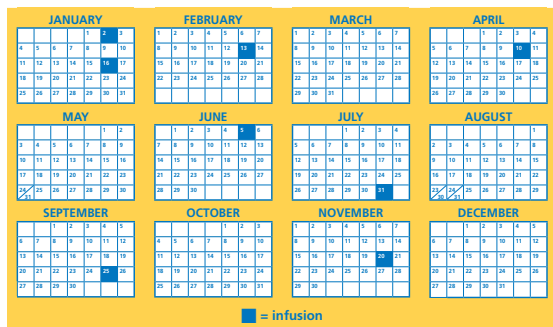 JANUARY
1 2 3
4 5 6 7 8 9 10
11 12 13 14 15 16 17
18 19 20 21 22 23 24
25 26 27 28 29 30 31
FEBRUARY
1 2 3 4 5 6 7
8 9 10 11 12 13 14
15 16 17 18 19 20 21
22 23 24 25 26 27 28
MARCH
1 2 3 4 5 6 7
8 9 10 11 12 13 14
15 16 17 18 19 20 21
22 23 24 25 26 27 28
29 30 31
APRIL
1 2 3 4
5 6 7 8 9 10 11
12 13 14 15 16 17 18
19 20 21 22 23 24 25
26 27 28 29 30
MAY
1 2
3 4 5 6 7 8 9
10 11 12 13 14 15 16
17 18 19 20 21 22 23
24/31 25 26 27 28 29 30
JUNE
1 2 3 4 5 6
7 8 9 10 11 12 13
14 15 16 17 18 19 20
21 22 23 24 25 26 27
28 29 30
JULY
1 2 3 4
5 6 7 8 9 10 11
12 13 14 15 16 17 18
19 20 21 22 23 24 25
26 27 28 29 30 31
AUGUST
1
2 3 4 5 6 7 8
9 10 11 12 13 14 15
16 17 18 19 20 21 22
23/30 24/31 25 26 27 28 29
SEPTEMBER
1 2 3 4 5
6 7 8 9 10 11 12
13 14 15 16 17 18 19
20 21 22 23 24 25 26
27 28 29 30
OCTOBER
1 2 3
4 5 6 7 8 9 10
11 12 13 14 15 16 17
18 19 20 21 22 23 24
25 26 27 28 29 30 31
NOVEMBER
1 2 3 4 5 6 7
8 9 10 11 12 13 14
15 16 17 18 19 20 21
22 23 24 25 26 27 28
29 30
DECEMBER
1 2 3 4 5
6 7 8 9 10 11 12
13 14 15 16 17 18 19
20 21 22 23 24 25 26
27 28 29 30 31
= infusion